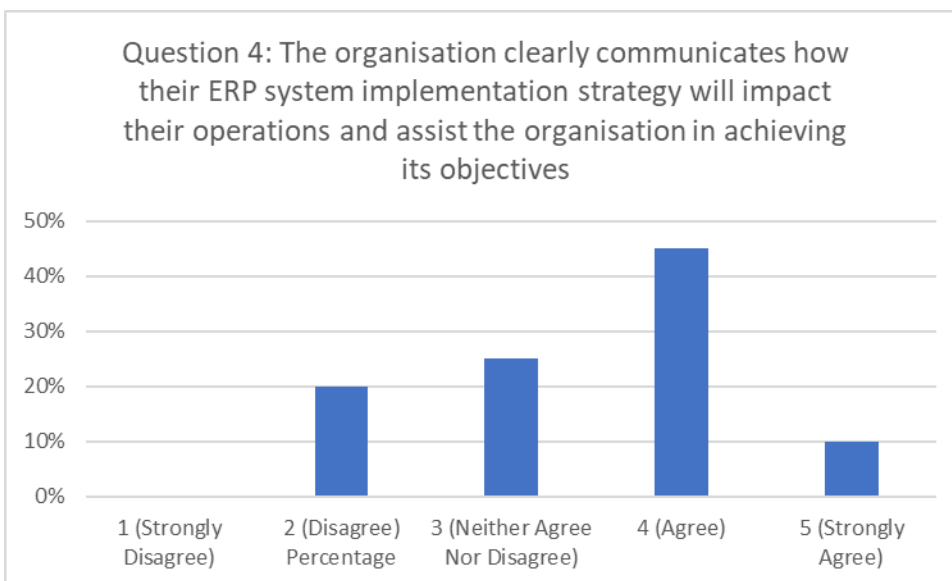 Question 4: The organisation clearly communicates how
their ERP system implementation strategy will impact
their operations and assist the organisation in achieving
its objectives
50%
40%
30%
20%
10%
0%
1 (Strongly
Disagree)
2 (Disagree)
Percentage
3 (Neither Agree
Nor Disagree)
4 (Agree)
5 (Strongly
Agree)